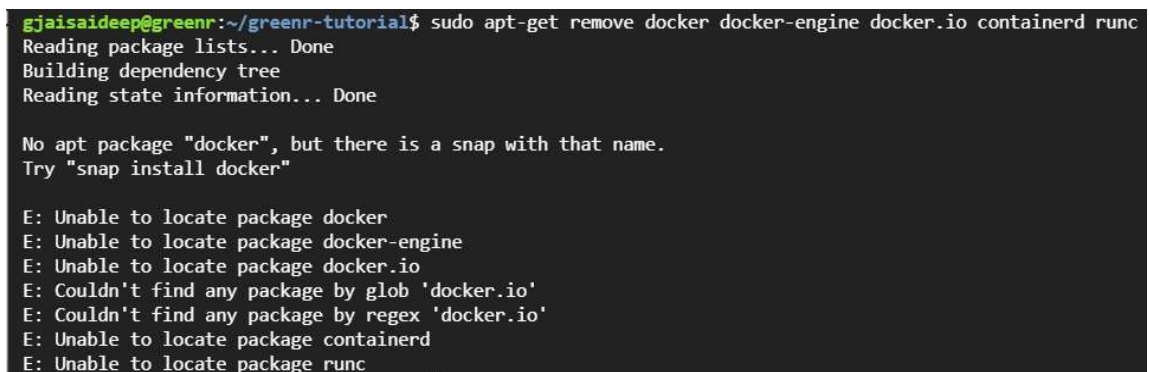 gjaisaideep@greenr:~/greenr-tutorial$ sudo apt-get remove docker docker-engine docker.io containerd runc
Reading package lists... Done
Building dependency tree
Reading state information... Done
No apt package "docker", but there is a snap with that name.
Try "snap install docker"
E: Unable to locate package docker
E: Unable to locate package docker-engine
E: Unable to locate package docker.io
E: Couldn't find any package by glob 'docker.io'
E: Couldn't find any package by regex 'docker.io'
E: Unable to locate package containerd
E: Unable to locate package runc